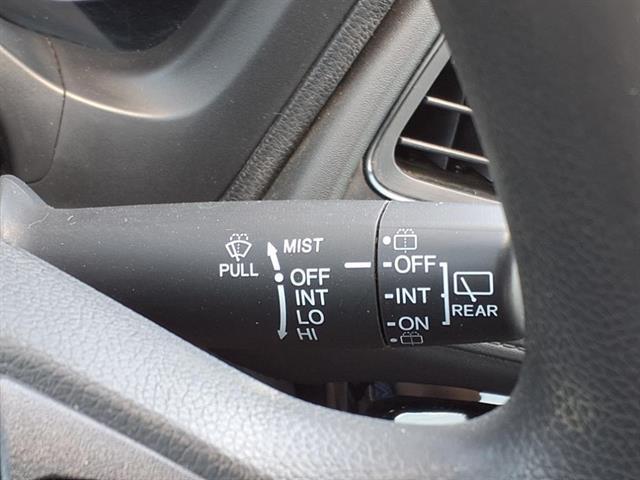 PULL
MIST
OFF
INT
LO
HI
OFF
INT
ON
REAR